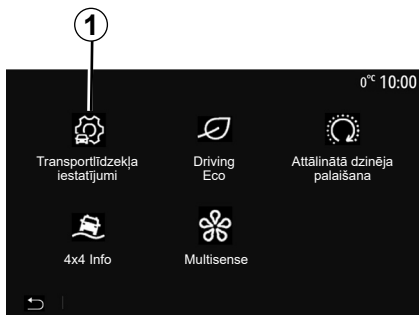 1
0°ᶜ 10:00
Transportlīdzekļa
iestatījumi
Driving
Eco
Attālinātā dzinēja
palaišana
4x4 Info
Multisense